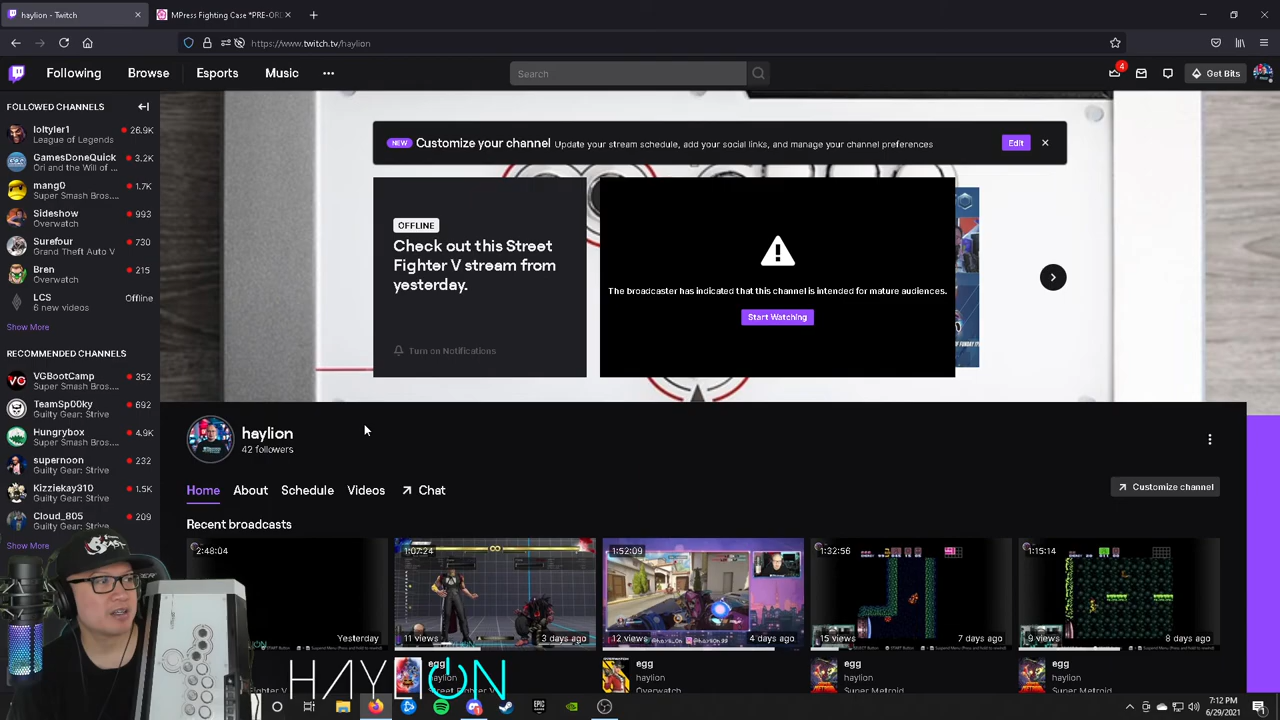 haylion - Twitch
MPress Fighting Case *PRE-OR
https://www.twitch.tv/haylion
Following
Browse
Esports
Music
Search
4
Get Bits
FOLLOWED CHANNELS
loltyler1
League of Legends
26.9K
GamesDoneQuick
Ori and the Will of ...
3.2K
mang0
Super Smash Bros...
1.7K
Sideshow
Overwatch
993
Surefour
Grand Theft Auto V
730
Bren
Overwatch
215
LCS
6 new videos
Offline
Show More
RECOMMENDED CHANNELS
VGBootCamp
Super Smash Bros...
352
TeamSp00ky
Guilty Gear: Strive
692
Hungrybox
Super Smash Bros...
4.9K
supernoon
Guilty Gear: Strive
232
Kizziekay310
Guilty Gear: Strive
1.5K
Cloud_805
Guilty Gear: Strive
209
Show More
NEW
Customize your channel
Update your stream schedule, add your social links, and manage your channel preferences
Edit
OFFLINE
Check out this Street
Fighter V stream from
yesterday.
Turn on Notifications
The broadcaster has indicated that this channel is intended for mature audiences.
Start Watching
haylion
42 followers
Home
About
Schedule
Videos
Chat
Customize channel
Recent broadcasts
2:48:04
Yesterday
1:07:24
11 views
3 days ago
1:52:09
12 views
4 days ago
1:32:56
15 views
7 days ago
1:15:14
9 views
8 days ago
egg
egg
haylion
Overwatch
egg
haylion
Super Metroid
egg
haylion
Super Metroid
HAYLION
7:12 PM
6/29/2021